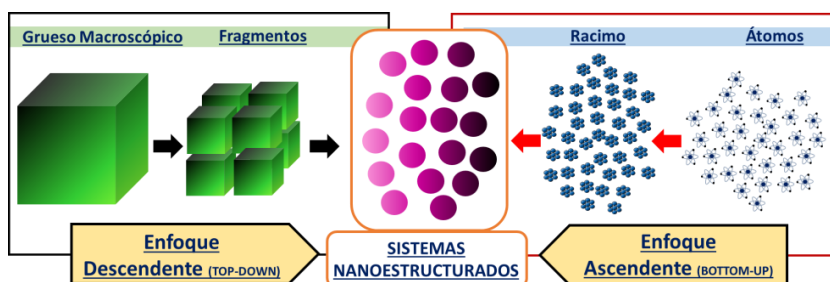 Grueso Macroscópico
Fragmentos
Racimo
Átomos
Enfoque
Descendente (TOP-DOWN)
SISTEMAS
NANOESTRUCTURADOS
Enfoque
Ascendente (BOTTOM-UP)